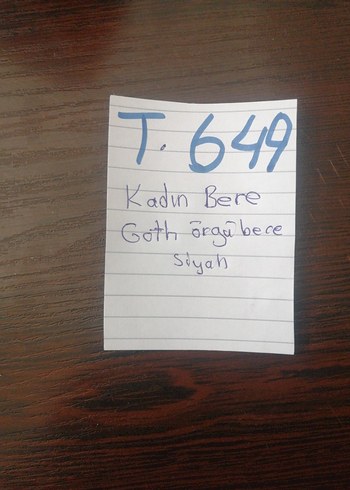 T. 649
Kadın Bere
Goth örgü bere
Siyah